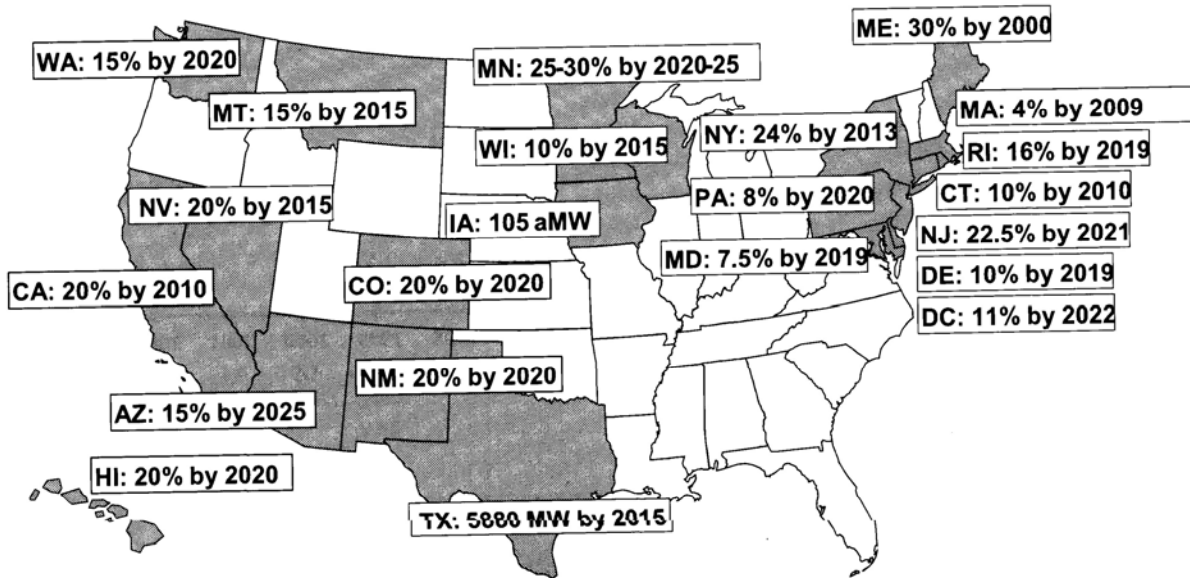 ME: 30% by 2000
WA: 15% by 2020
MN: 25-30% by 2020-25
MT: 15% by 2015
MA: 4% by 2009
NY: 24% by 2013
WI: 10% by 2015
RI: 16% by 2019
NV: 20% by 2015
PA: 8% by 2020
CT: 10% by 2010
IA: 105 aMW
NJ: 22.5% by 2021
MD: 7.5% by 2019
CA: 20% by 2010
CO: 20% by 2020
DE: 10% by 2019
DC: 11% by 2022
NM: 20% by 2020
AZ: 15% by 2025
HI: 20% by 2020
TX: 5880 MW by 2015